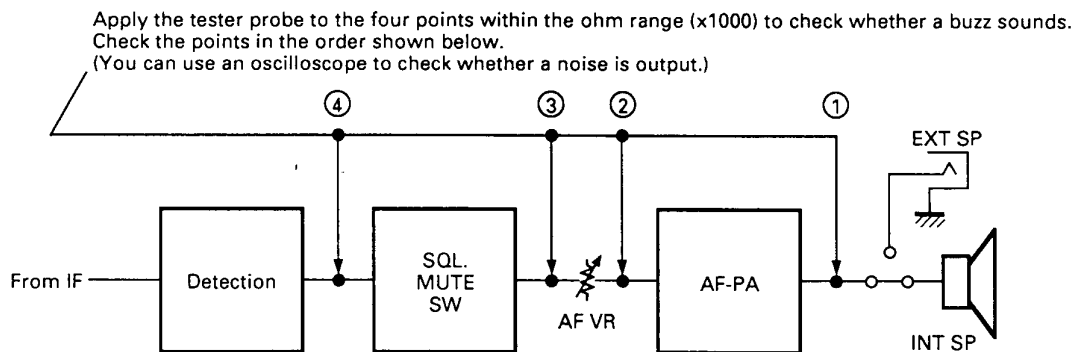 Apply the tester probe to the four points within the ohm range (x1000) to check whether a buzz sounds.
Check the points in the order shown below.
(You can use an oscilloscope to check whether a noise is output.)
④ ③ ② ①
EXT SP
From IF
Detection
SQL.
MUTE
SW
AF VR
AF-PA
INT SP